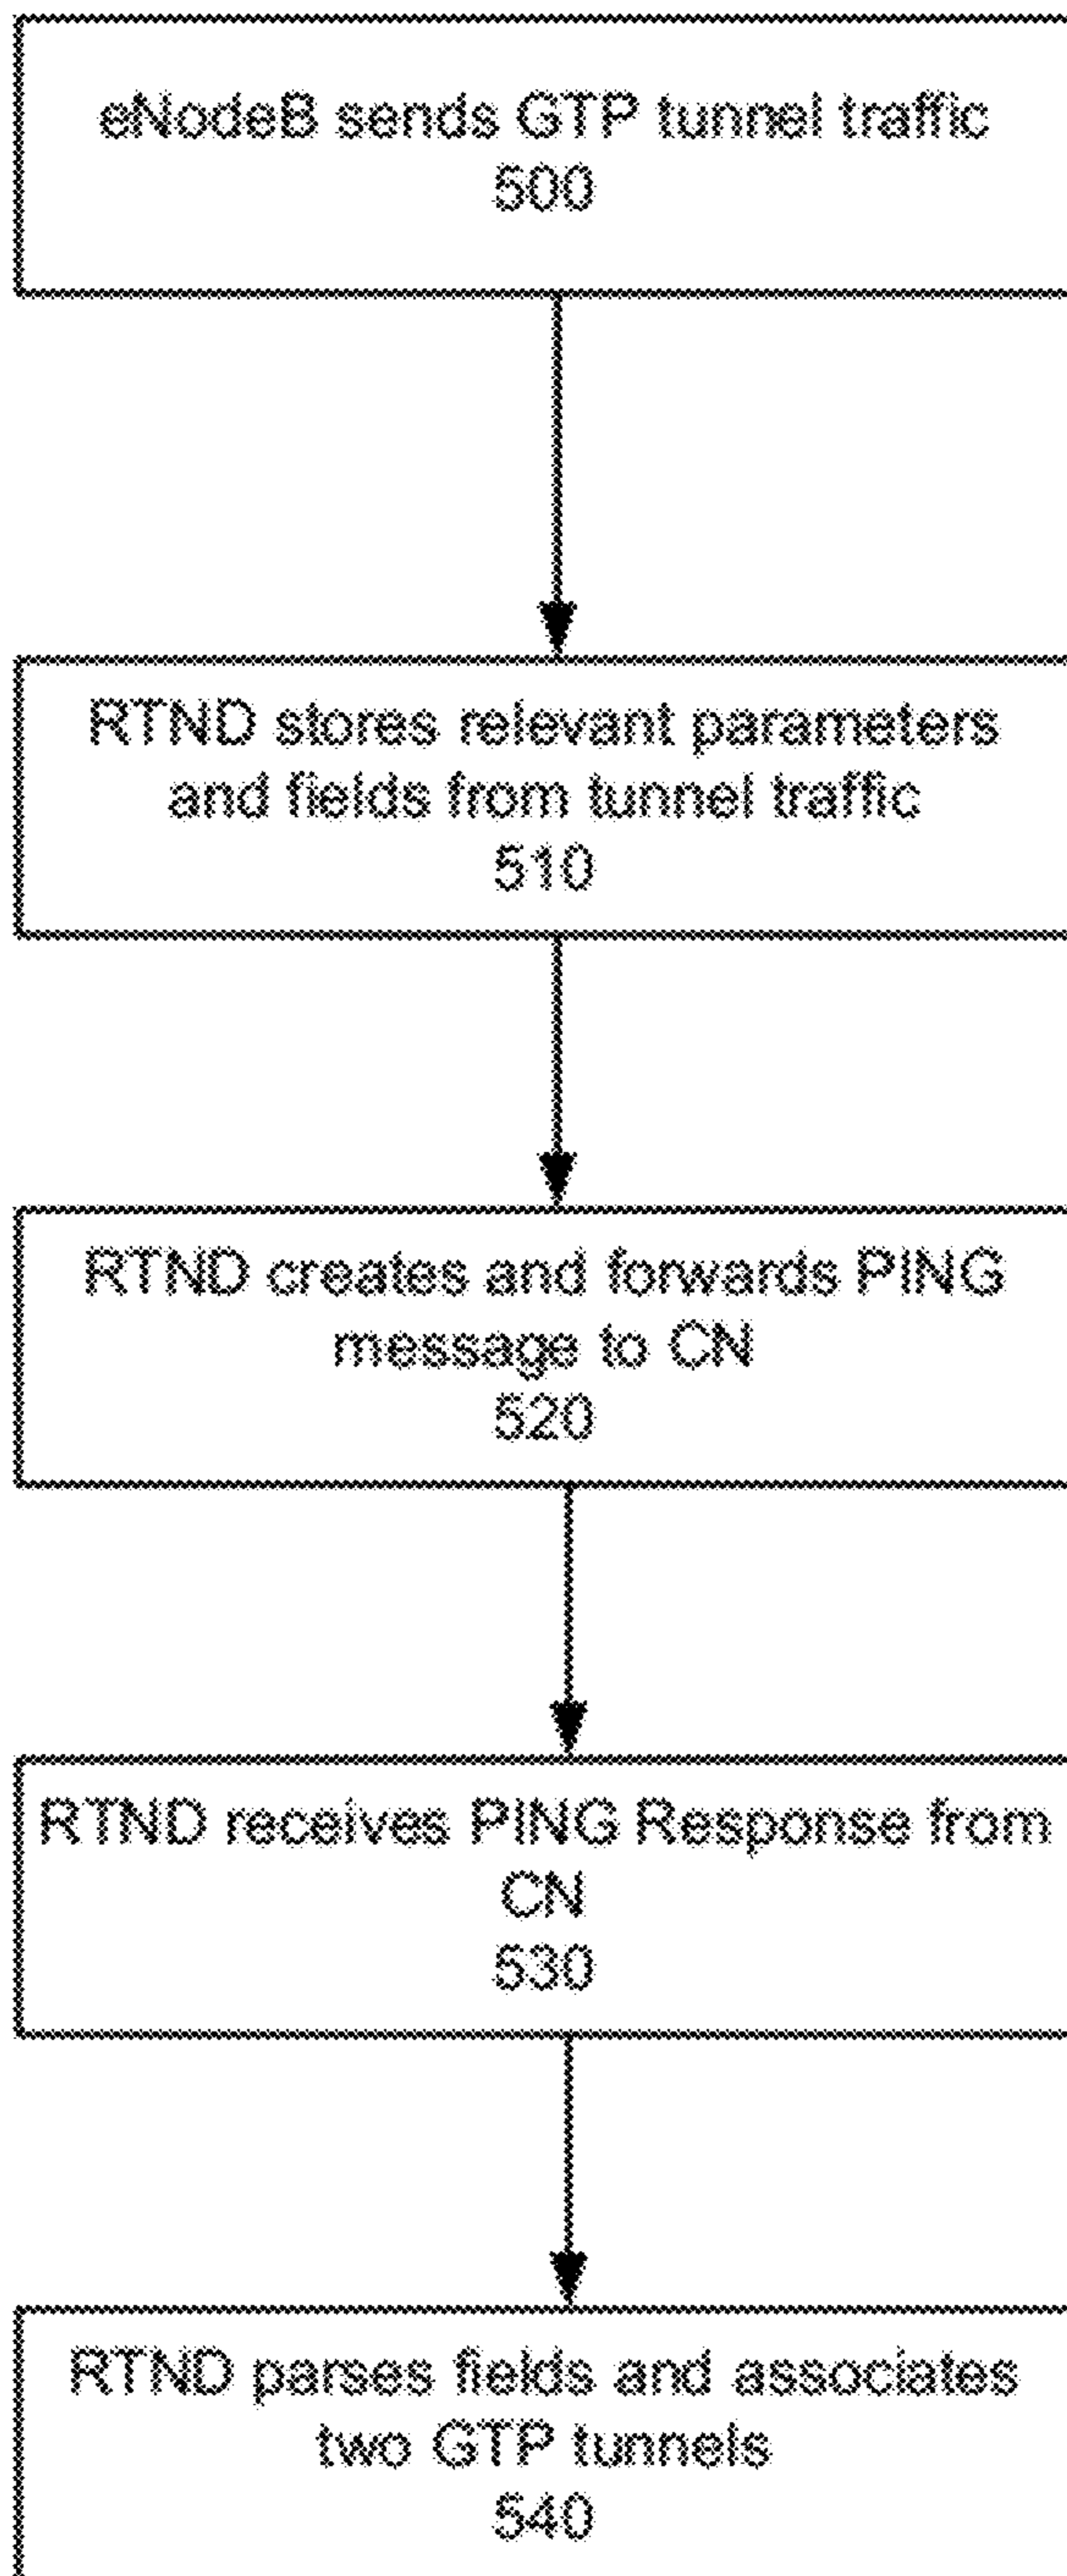 eNodeB sends GTP tunnel traffic
500
RTND stores relevant parameters
and fields from tunnel traffic
510
RTND creates and forwards PING
message to CN
520
RTND receives PING Response from
CN
530
RTND parses fields and associates
two GTP tunnels
540